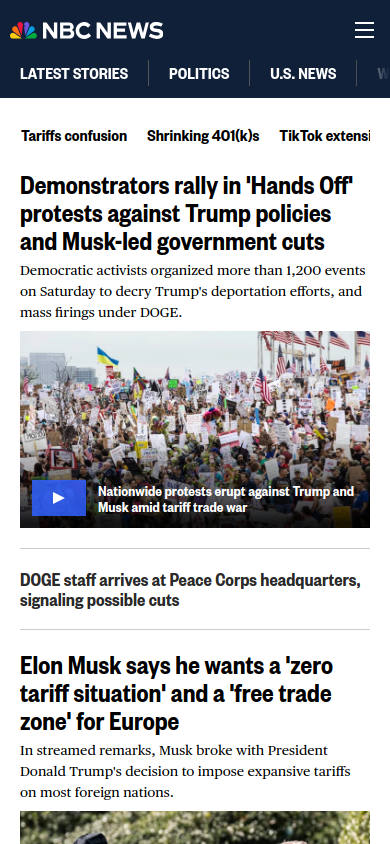 NBC NEWS
LATEST STORIES
POLITICS
U.S. NEWS
Tariffs confusion
Shrinking 401(k)s
TikTok extensi
Demonstrators rally in 'Hands Off'
protests against Trump policies
and Musk-led government cuts
Democratic activists organized more than 1,200 events
on Saturday to decry Trump's deportation efforts, and
mass firings under DOGE.
Nationwide protests erupt against Trump and
Musk amid tariff trade war
DOGE staff arrives at Peace Corps headquarters,
signaling possible cuts
Elon Musk says he wants a 'zero
tariff situation' and a 'free trade
zone' for Europe
In streamed remarks, Musk broke with President
Donald Trump's decision to impose expansive tariffs
on most foreign nations.